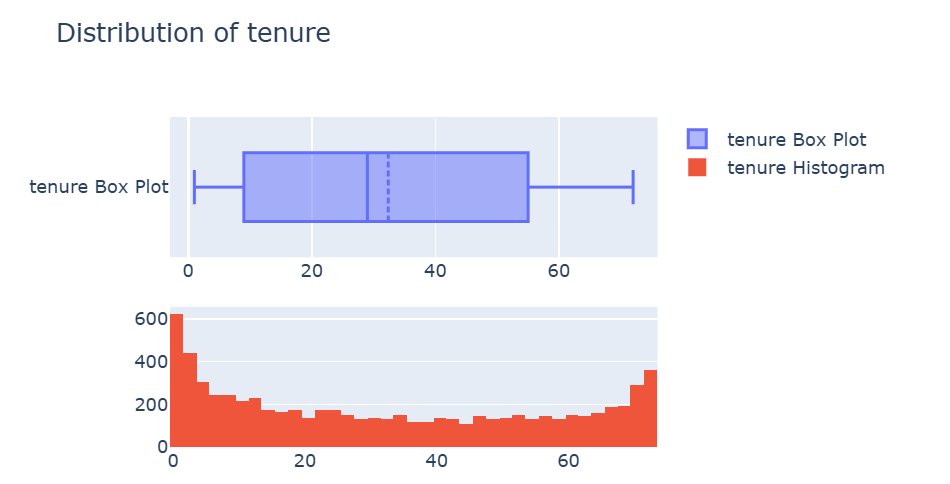 Distribution of tenure
tenure Box Plot
tenure Histogram
tenure Box Plot
0 20 40 60
600
400
200
0
0 20 40 60